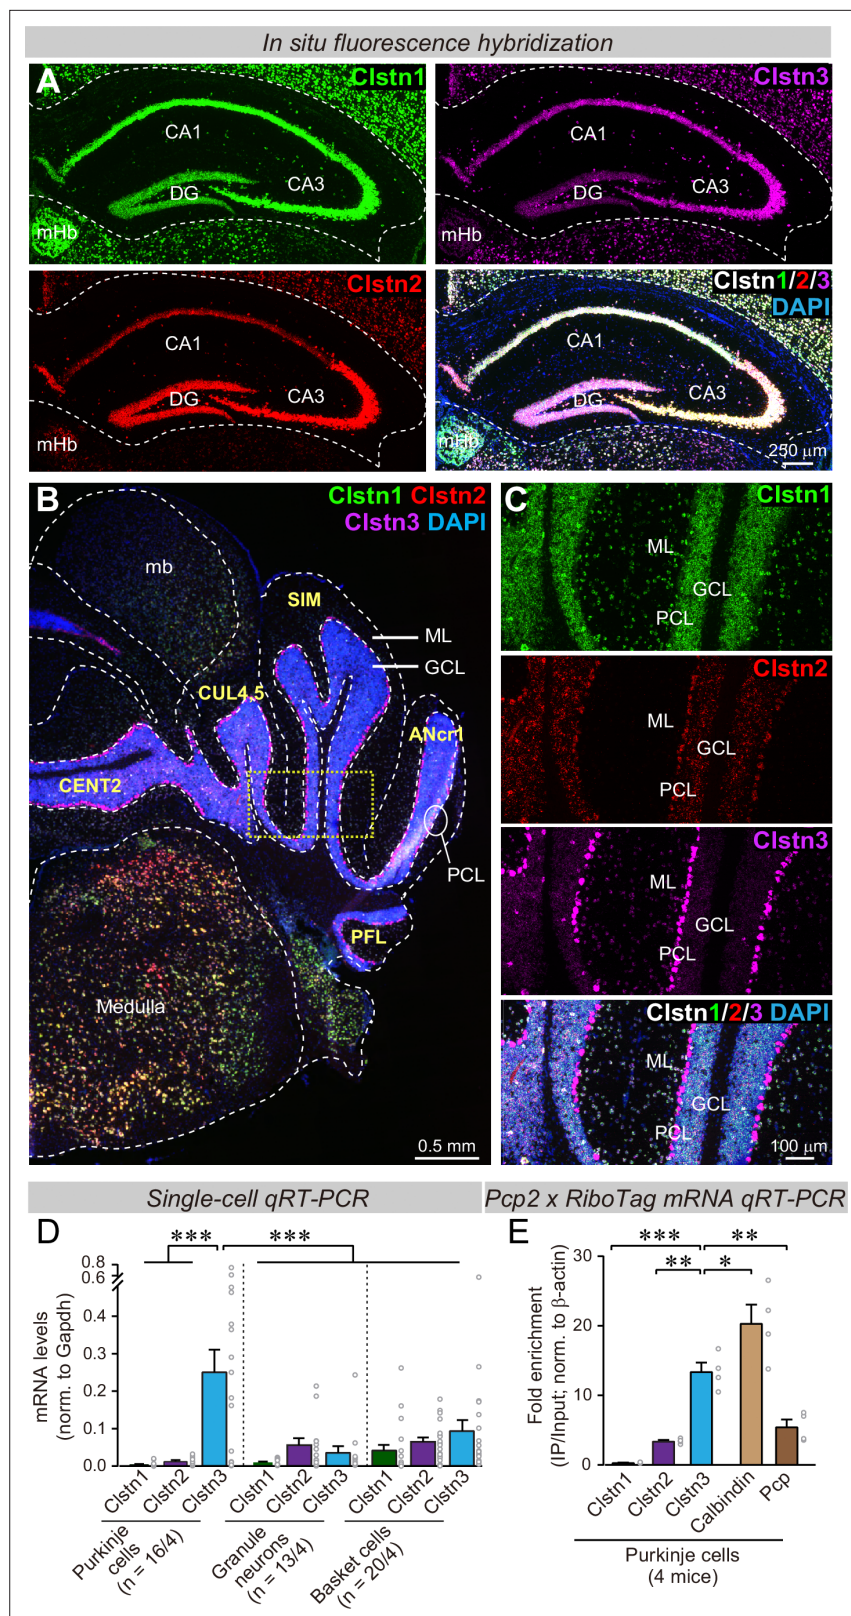 In situ fluorescence hybridization
A
Clstn1
CA1
DG
CA3
mHb
Clstn3
CA1
DG
CA3
mHb
Clstn2
CA1
DG
CA3
mHb
Clstn1/2/3
DAPI
CA1
DG
CA3
mHb
250 μm
B
Clstn1 Clstn2
Clstn3 DAPI
mb
SIM
ML
GCL
CUL4,5
ANcr1
CENT2
PCL
PFL
Medulla
0.5 mm
C
Clstn1
ML
GCL
PCL
Clstn2
ML
GCL
PCL
Clstn3
ML
GCL
PCL
Clstn1/2/3 DAPI
ML
GCL
PCL
100 μm
Single-cell qRT-PCR
D
*** ***
mRNA levels
(norm. to Gapdh)
0.8
0.6
0.4
0.3
0.2
0.1
0.0
Clstn1
Clstn2
Clstn3
Clstn1
Clstn2
Clstn3
Clstn1
Clstn2
Clstn3
Purkinje
cells
(n = 16/4)
Granule
neurons
(n = 13/4)
Basket cells
(n = 20/4)
Pcp2 x RiboTag mRNA qRT-PCR
E
*** **
** *
Fold enrichment
(IP/Input; norm. to β-actin)
30
20
10
0
Clstn1
Clstn2
Clstn3
Calbindin
Pcp
Purkinje cells
(4 mice)